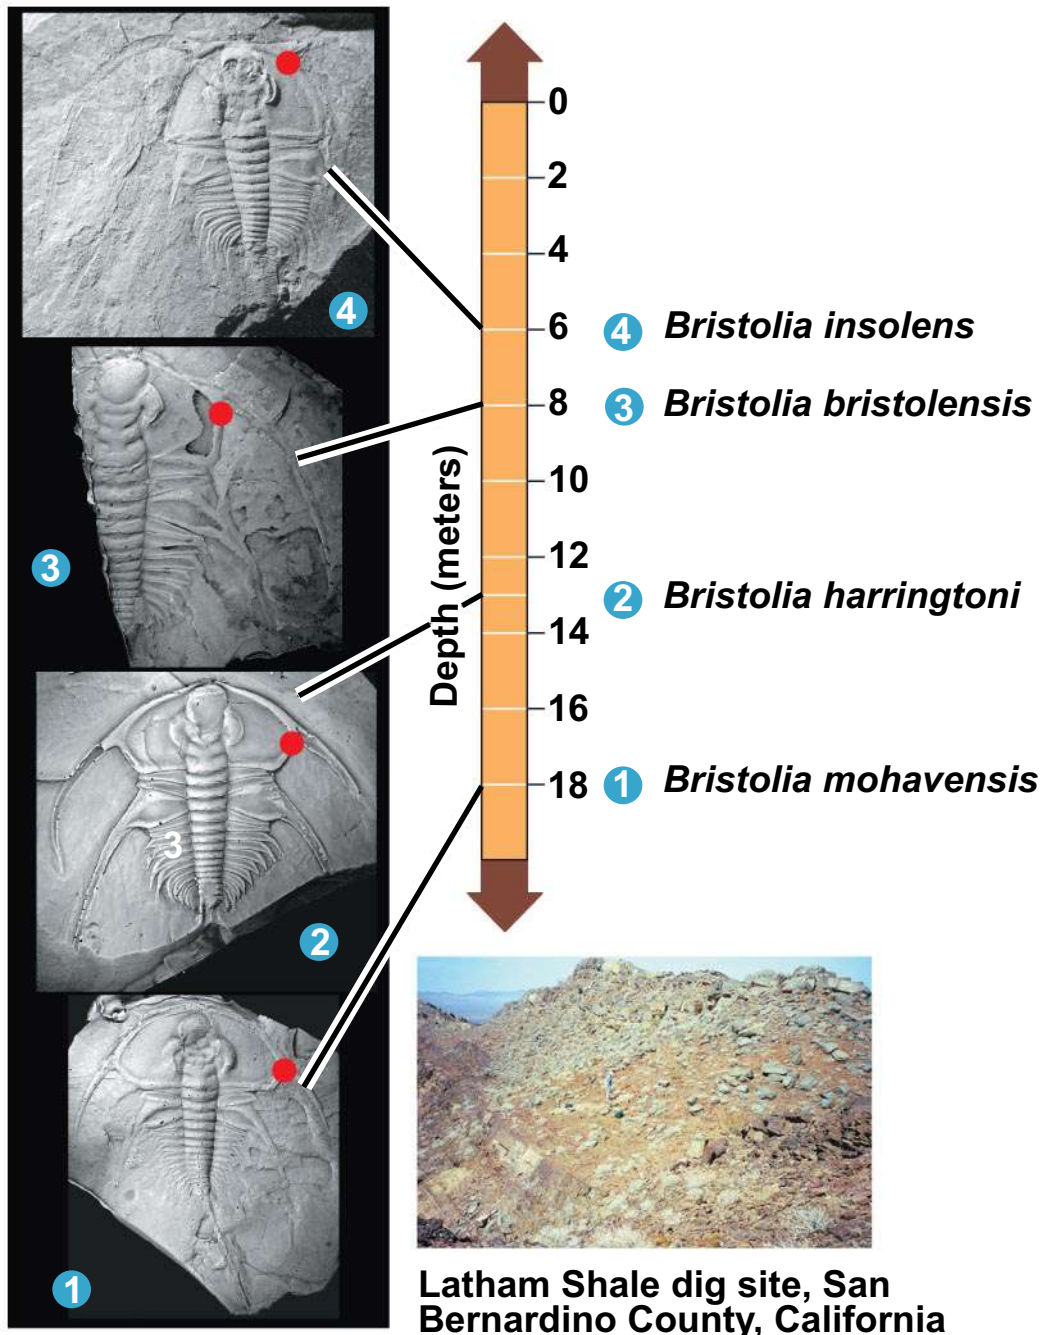 0
2
4
4
6
4 Bristolia insolens
8
3 Bristolia bristolensis
10
Depth (meters)
3
12
2 Bristolia harringtoni
14
16
18
1 Bristolia mohavensis
3
2
1
Latham Shale dig site, San
Bernardino County, California